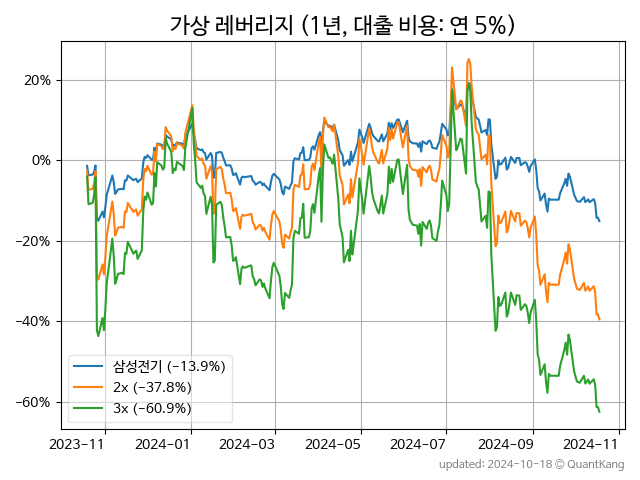 가상 레버리지 (1년, 대출 비용: 연 5%)
20%
0%
−20%
−40%
−60%
삼성전기 (−13.9%)
2x (−37.8%)
3x (−60.9%)
2023-11 2024-01 2024-03 2024-05 2024-07 2024-09 2024-11
updated: 2024-10-18 © QuantKang